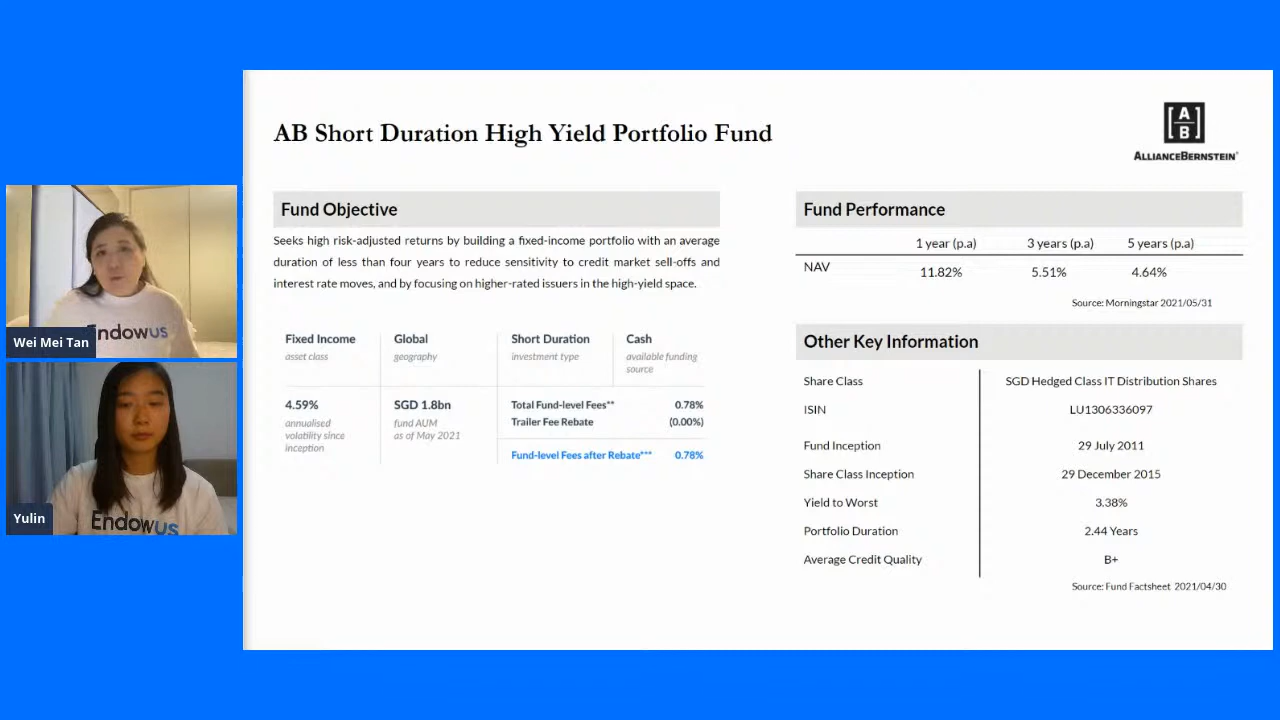 AB Short Duration High Yield Portfolio Fund
[A B]
ALLIANCEBERNSTEIN
Fund Objective
Seeks high risk-adjusted returns by building a fixed-income portfolio with an average
duration of less than four years to reduce sensitivity to credit market sell-offs and
interest rate moves, and by focusing on higher-rated issuers in the high-yield space.
Fixed Income
asset class
Global
geography
Short Duration
investment type
Cash
available funding
source
4.59%
annualised
volatility since
inception
SGD 1.8bn
fund AUM
as of May 2021
Total Fund-level Fees** 0.78%
Trailer Fee Rebate (0.00%)
Fund-level Fees after Rebate*** 0.78%
Fund Performance
1 year (p.a) 3 years (p.a) 5 years (p.a)
NAV 11.82% 5.51% 4.64%
Source: Morningstar 2021/05/31
Other Key Information
Share Class SGD Hedged Class IT Distribution Shares
ISIN LU1306336097
Fund Inception 29 July 2011
Share Class Inception 29 December 2015
Yield to Worst 3.38%
Portfolio Duration 2.44 Years
Average Credit Quality B+
Source: Fund Factsheet 2021/04/30
Endowus
Wei Mei Tan
Endowus
Yulin